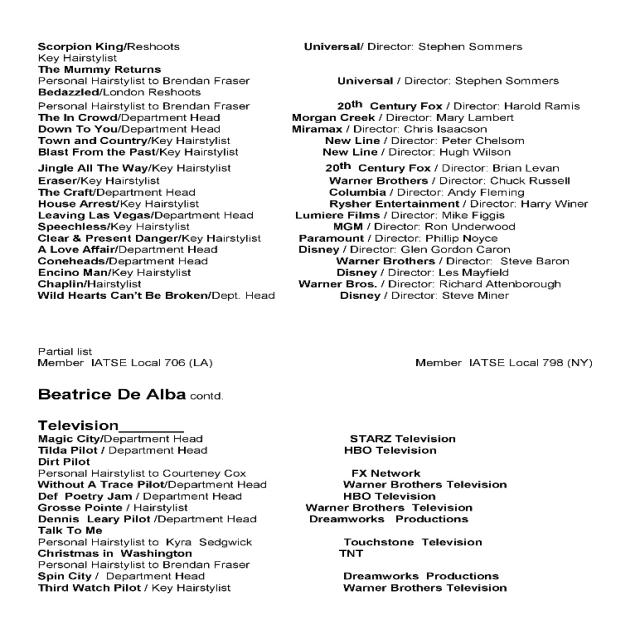 Scorpion King/Reshoots Universal/ Director: Stephen Sommers
Key Hairstylist
The Mummy Returns
Personal Hairstylist to Brendan Fraser Universal / Director: Stephen Sommers
Bedazzled/London Reshoots
Personal Hairstylist to Brendan Fraser 20th Century Fox / Director: Harold Ramis
The In Crowd/Department Head Morgan Creek / Director: Mary Lambert
Down To You/Department Head Miramax / Director: Chris Isaacson
Town and Country/Key Hairstylist New Line / Director: Peter Chelsom
Blast From the Past/Key Hairstylist New Line / Director: Hugh Wilson
Jingle All The Way/Key Hairstylist 20th Century Fox / Director: Brian Levan
Eraser/Key Hairstylist Warner Brothers / Director: Chuck Russell
The Craft/Department Head Columbia / Director: Andy Fleming
House Arrest/Key Hairstylist Rysher Entertainment / Director: Harry Winer
Leaving Las Vegas/Department Head Lumiere Films / Director: Mike Figgis
Speechless/Key Hairstylist MGM / Director: Ron Underwood
Clear & Present Danger/Key Hairstylist Paramount / Director: Phillip Noyce
A Love Affair/Department Head Disney / Director: Glen Gordon Caron
Coneheads/Department Head Warner Brothers / Director: Steve Baron
Encino Man/Key Hairstylist Disney / Director: Les Mayfield
Chaplin/Hairstylist Warner Bros. / Director: Richard Attenborough
Wild Hearts Can't Be Broken/Dept. Head Disney / Director: Steve Miner
Partial list
Member IATSE Local 706 (LA) Member IATSE Local 798 (NY)
Beatrice De Alba contd.
Television________
Magic City/Department Head STARZ Television
Tilda Pilot / Department Head HBO Television
Dirt Pilot
Personal Hairstylist to Courteney Cox FX Network
Without A Trace Pilot/Department Head Warner Brothers Television
Def Poetry Jam / Department Head HBO Television
Grosse Pointe / Hairstylist Warner Brothers Television
Dennis Leary Pilot /Department Head Dreamworks Productions
Talk To Me
Personal Hairstylist to Kyra Sedgwick Touchstone Television
Christmas in Washington TNT
Personal Hairstylist to Brendan Fraser
Spin City / Department Head Dreamworks Productions
Third Watch Pilot / Key Hairstylist Warner Brothers Television